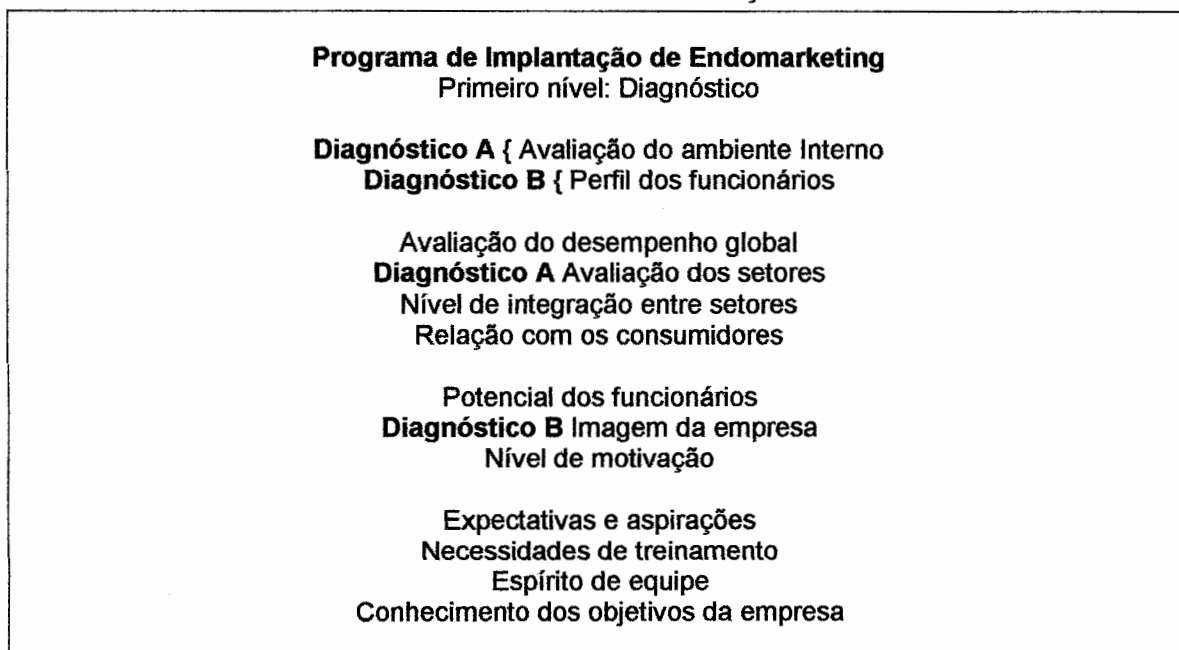 Programa de Implantação de Endomarketing
Primeiro nível: Diagnóstico
Diagnóstico A { Avaliação do ambiente Interno
Diagnóstico B { Perfil dos funcionários
Avaliação do desempenho global
Diagnóstico A Avaliação dos setores
Nível de integração entre setores
Relação com os consumidores
Potencial dos funcionários
Diagnóstico B Imagem da empresa
Nível de motivação
Expectativas e aspirações
Necessidades de treinamento
Espírito de equipe
Conhecimento dos objetivos da empresa